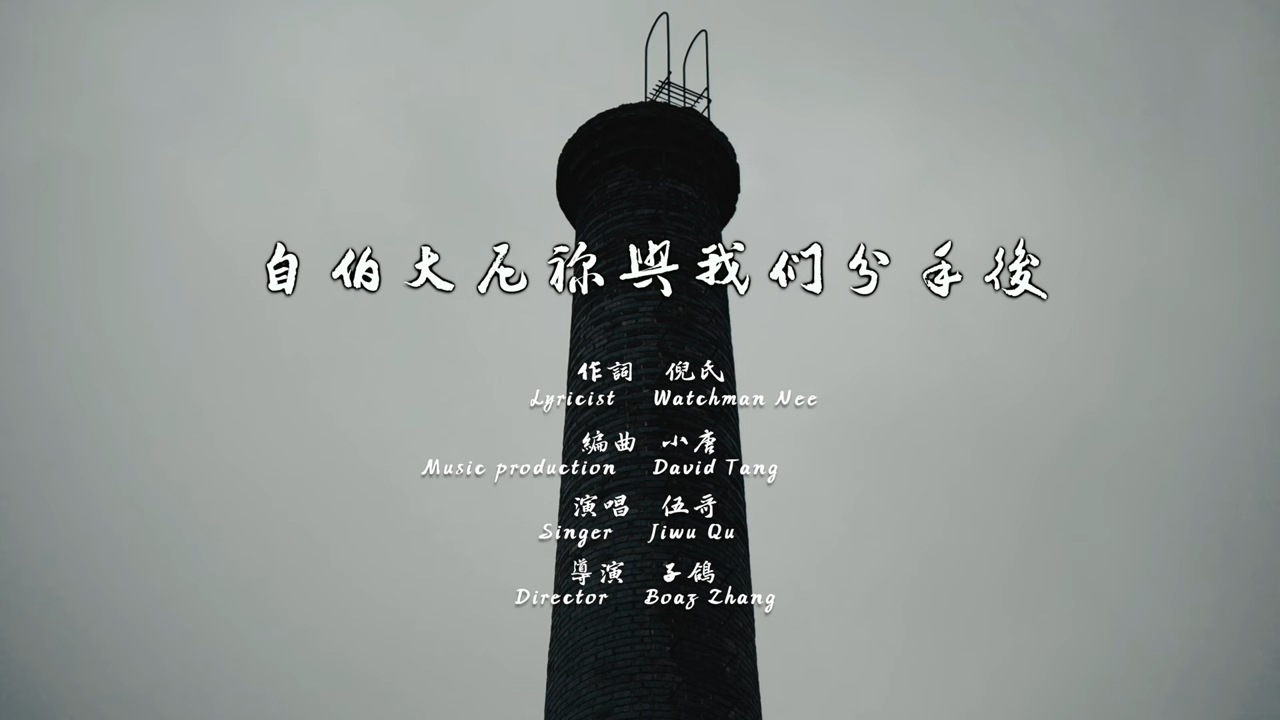 自伯大尼祢與我们分手後
作詞 倪氏
Lyricist Watchman Nee
編曲 小唐
Music production David Tang
演唱 伍哥
Singer Jiwu Qu
導演 子鴿
Director Boaz Zhang